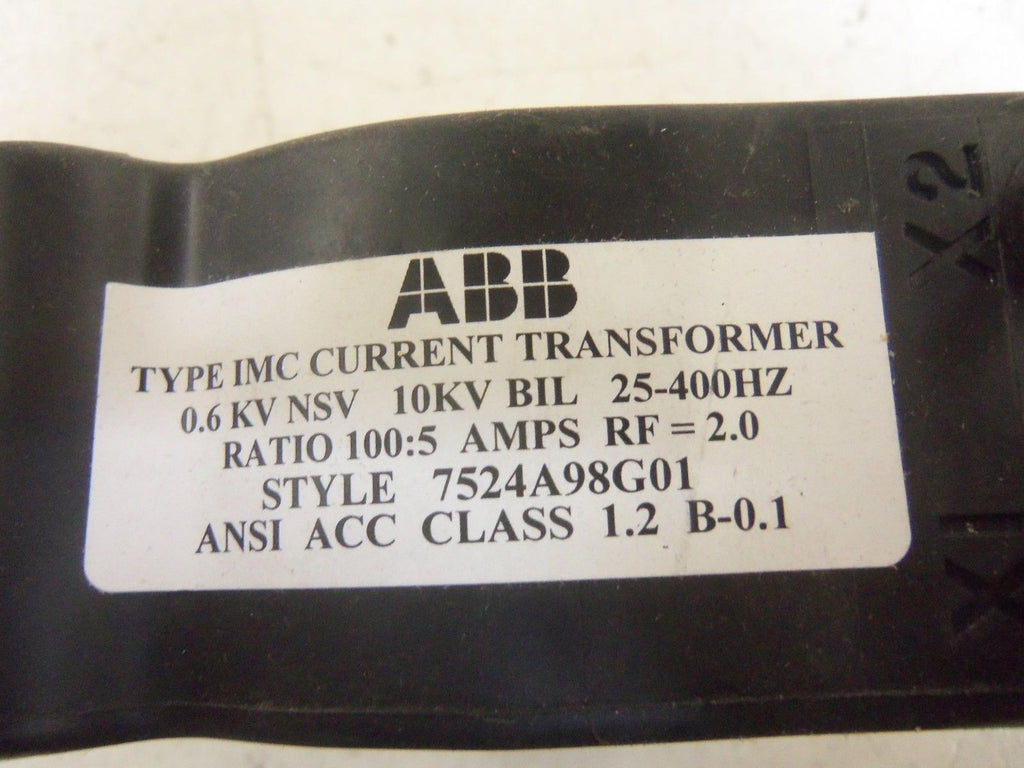 ABB
TYPE IMC CURRENT TRANSFORMER
0.6 KV NSV 10KV BIL 25-400HZ
RATIO 100:5 AMPS RF = 2.0
STYLE 7524A98G01
ANSI ACC CLASS 1.2 B-0.1
X2
X1